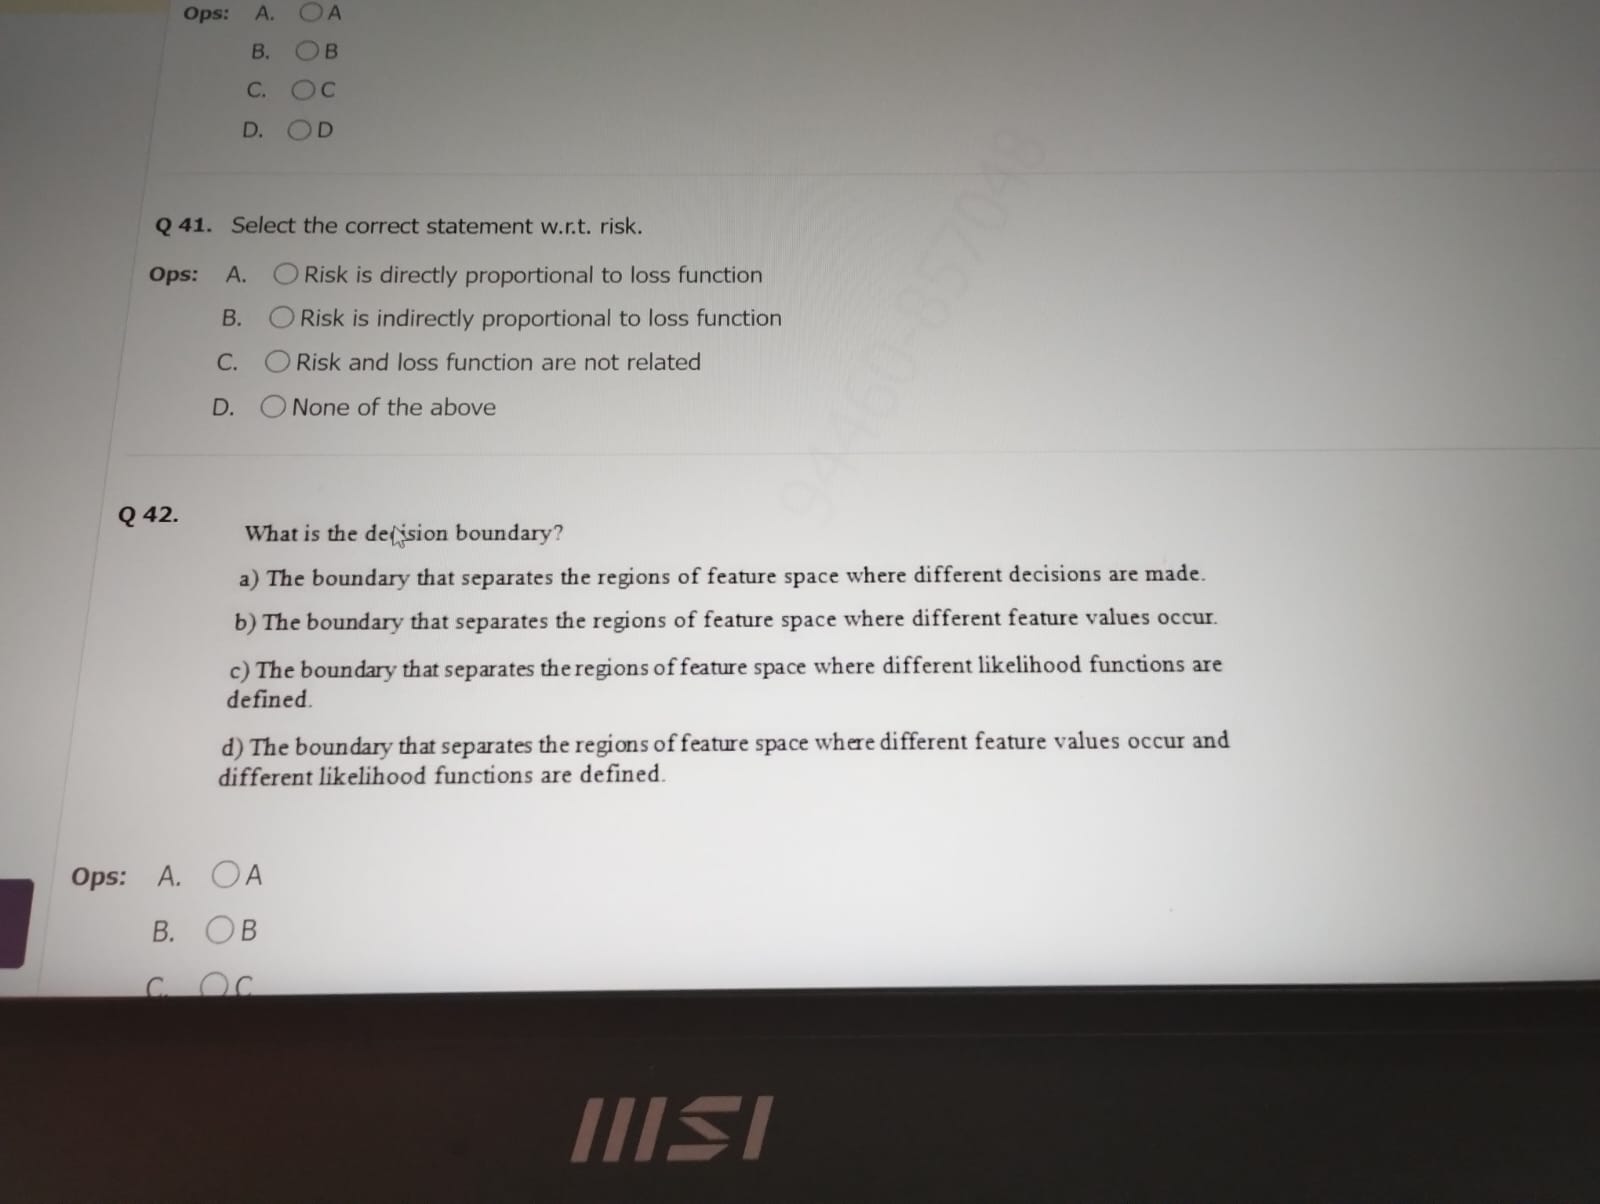 Ops: A. A
B. B
C. C
D. D
Q 41. Select the correct statement w.r.t. risk.
Ops: A. Risk is directly proportional to loss function
B. Risk is indirectly proportional to loss function
C. Risk and loss function are not related
D. None of the above
Q 42.
What is the decision boundary?
a) The boundary that separates the regions of feature space where different decisions are made.
b) The boundary that separates the regions of feature space where different feature values occur.
c) The boundary that separates the regions of feature space where different likelihood functions are
defined.
d) The boundary that separates the regions of feature space where different feature values occur and
different likelihood functions are defined.
Ops: A. A
B. B
C. C
msi